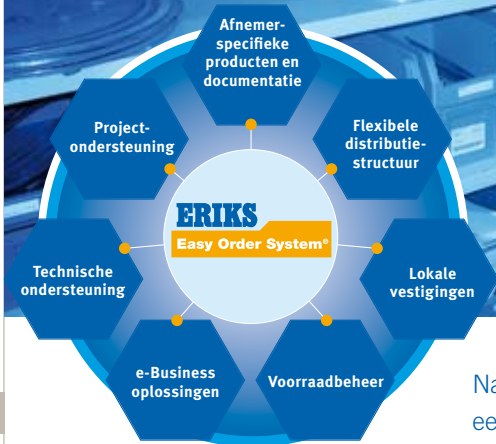 Afnemer-
specifieke
producten en
documentatie
Project-
ondersteuning
Flexibele
distributie-
structuur
ERIKS
Easy Order System®
Technische
ondersteuning
Lokale
vestigingen
e-Business
oplossingen
Voorraadbeheer